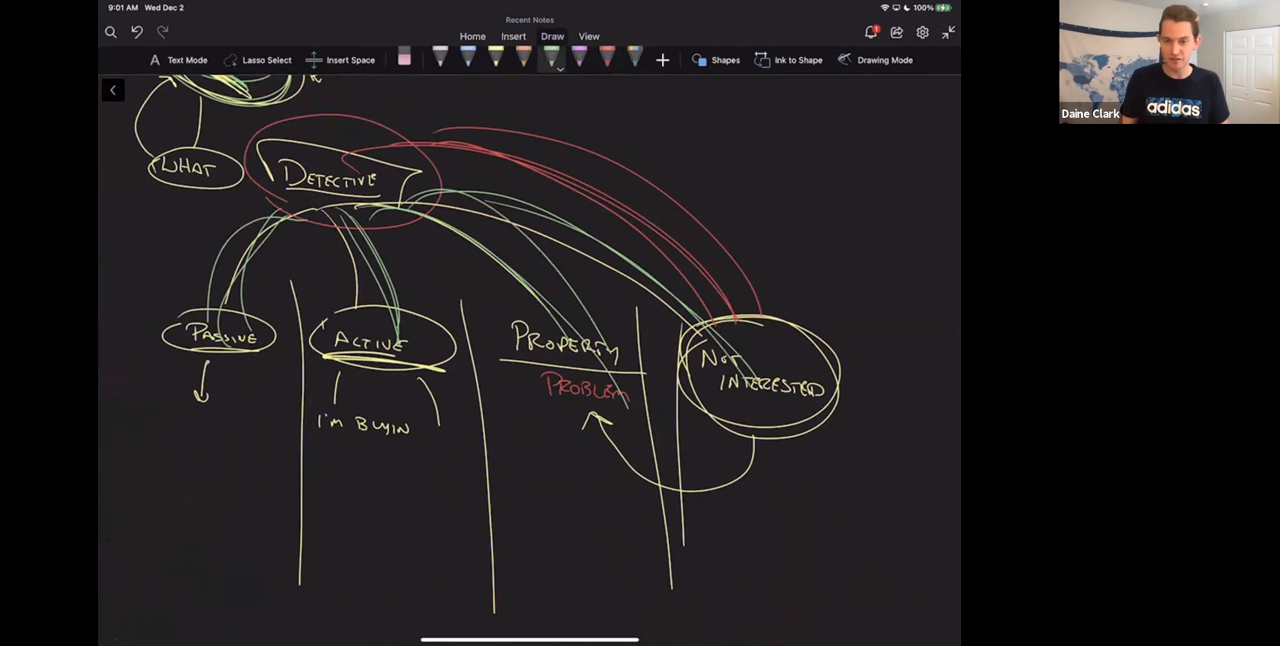 9:01 AM Wed Dec 2
100%
Recent Notes
Home Insert Draw View
1
Text Mode Lasso Select Insert Space Shapes Ink to Shape Drawing Mode
adidas
Daine Clark
WHAT
DETECTIVE
PASSIVE
ACTIVE
PROPERTY
NOT
INTERESTED
PROBLEM
I'M BUYIN